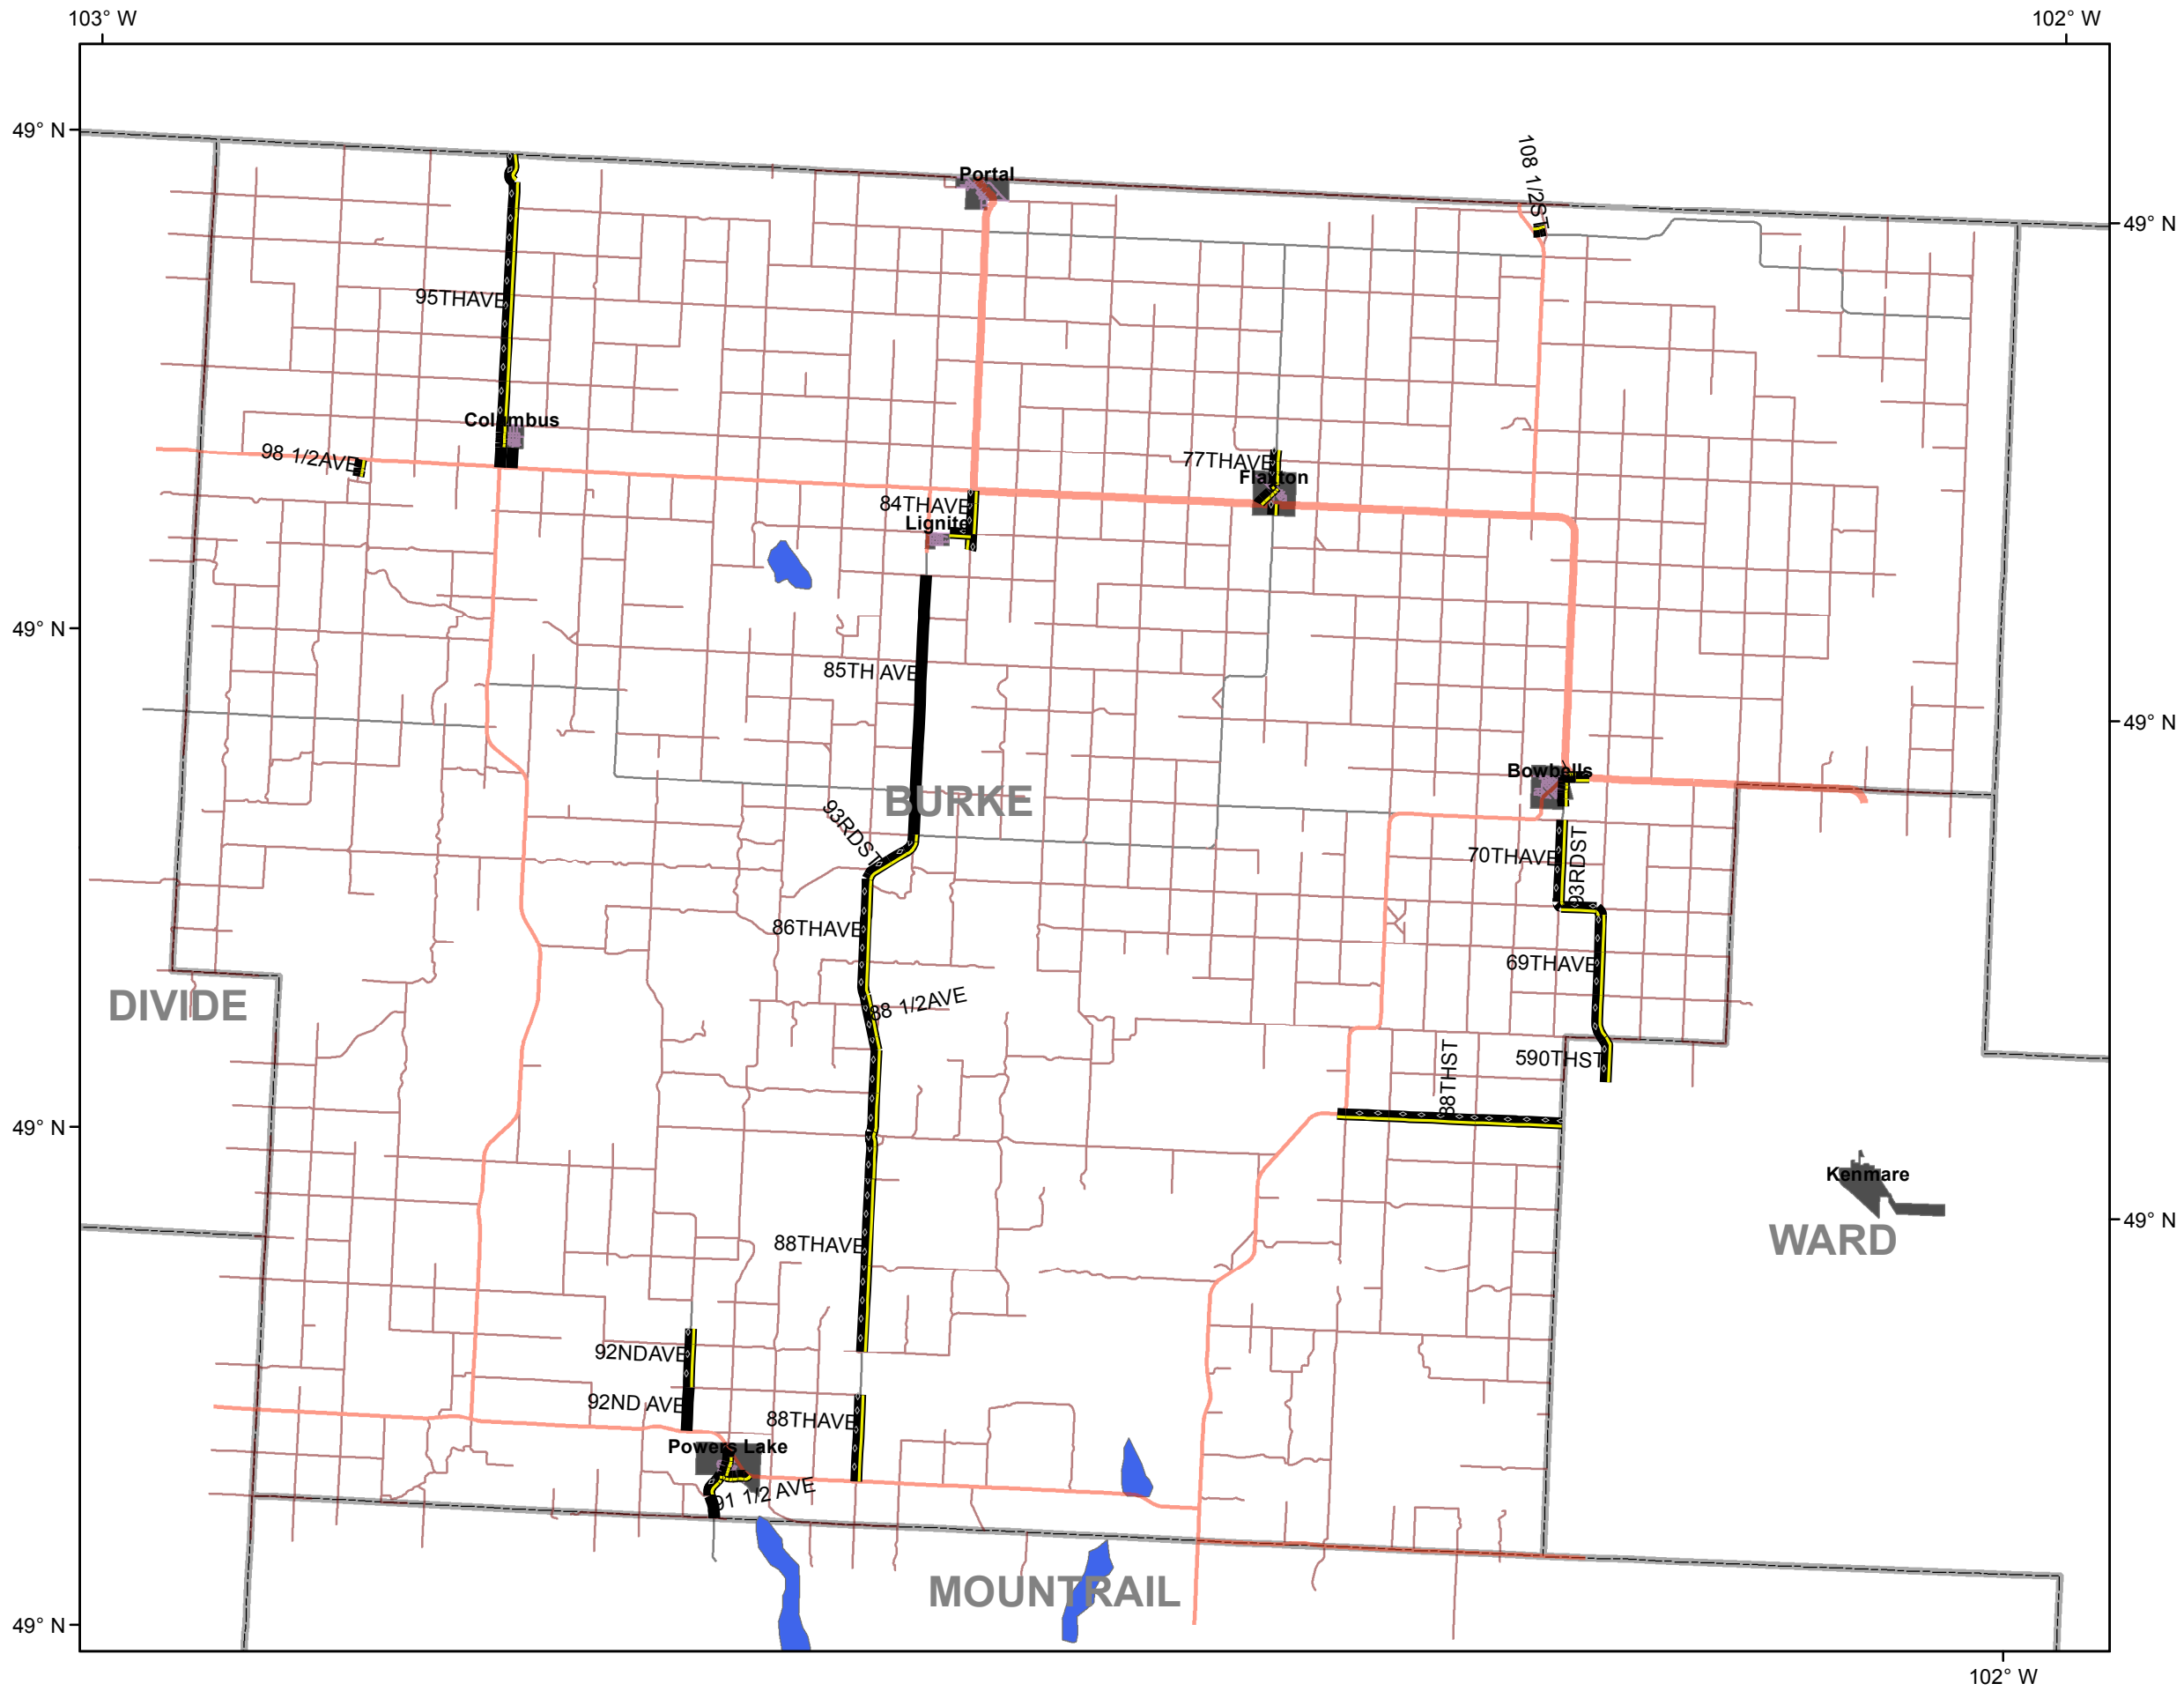 103° W
102° W
49° N
108 1/2ST
Portal
49° N
95THAVE
Columbus
98 1/2AVE
77THAVE
Flaxton
84THAVE
Lignite
49° N
85TH AVE
49° N
Bowbells
BURKE
93RDST
70THAVE
93RDST
86THAVE
69THAVE
DIVIDE
88 1/2AVE
590THST
88THST
49° N
Kenmare
49° N
WARD
88THAVE
92NDAVE
92ND AVE
88THAVE
Powers Lake
91 1/2 AVE
MOUNTRAIL
49° N
102° W